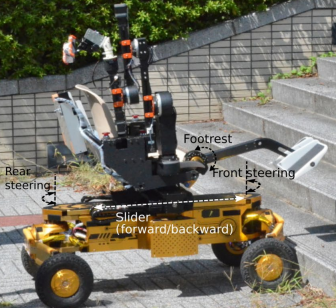 Footrest
Rear
steering
Front steering
Slider
(forward/backward)